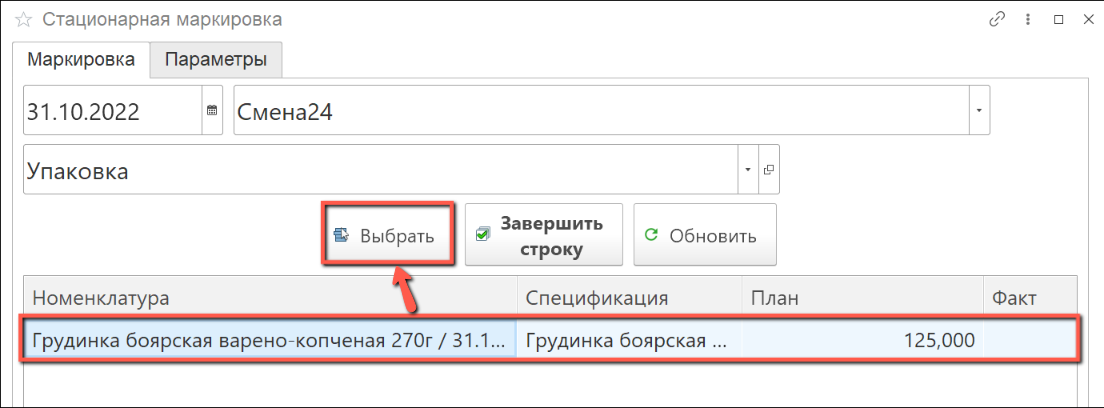 Стационарная маркировка
Маркировка Параметры
31.10.2022 Смена24
Упаковка
Выбрать Завершить строку Обновить
Номенклатура Спецификация План Факт
Грудинка боярская варено-копченая 270г / 31.1... Грудинка боярская ... 125,000